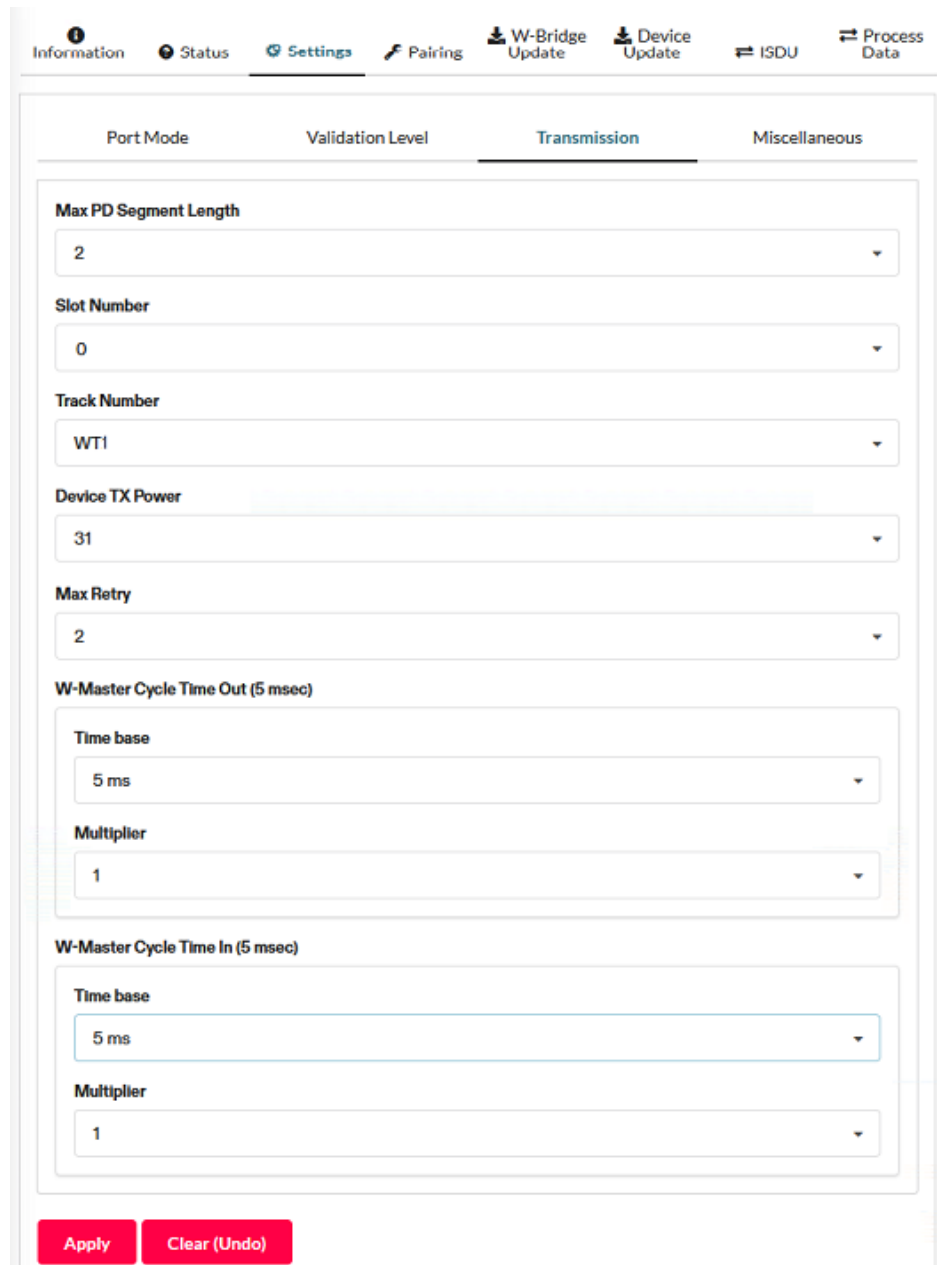 Information Status Settings Pairing W-Bridge Update Device Update ISDU Process Data
Port Mode Validation Level Transmission Miscellaneous
Max PD Segment Length
2
Slot Number
0
Track Number
WT1
Device TX Power
31
Max Retry
2
W-Master Cycle Time Out (5 msec)
Time base
5 ms
Multiplier
1
W-Master Cycle Time In (5 msec)
Time base
5 ms
Multiplier
1
Apply Clear (Undo)